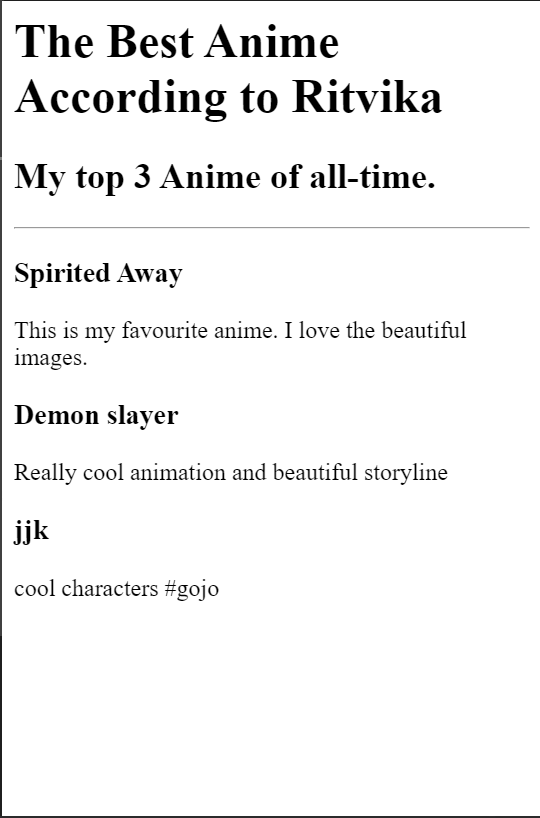 The Best Anime
According to Ritvika
My top 3 Anime of all-time.
Spirited Away
This is my favourite anime. I love the beautiful
images.
Demon slayer
Really cool animation and beautiful storyline
jjk
cool characters #gojo